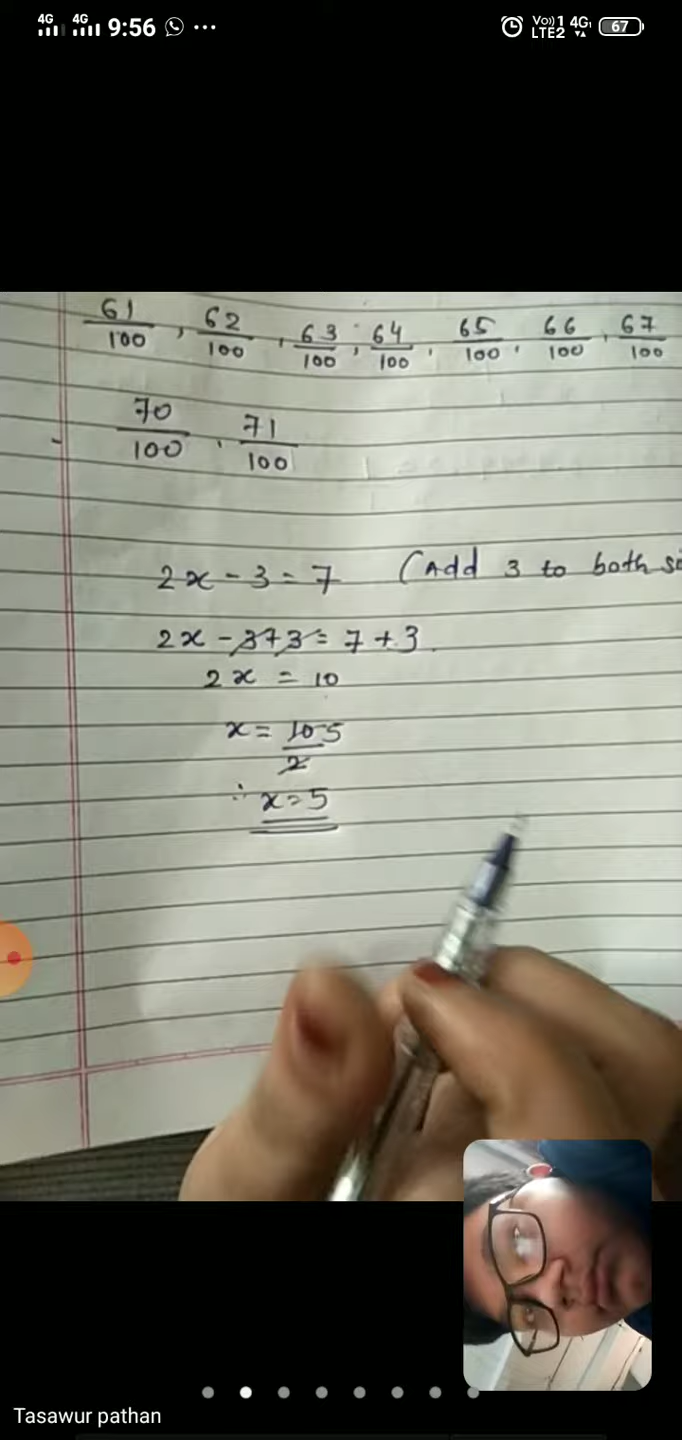 4G 4G 9:56 ... Vo) 1 4G LTE2 67
61/100 , 62/100 , 63/100 , 64/100 , 65/100 , 66/100 , 67/100
70/100 , 71/100
2x - 3 = 7 (Add 3 to both si
2x - 3 + 3 = 7 + 3.
2x = 10
x = 10 5
2
∴ x = 5
Tasawur pathan